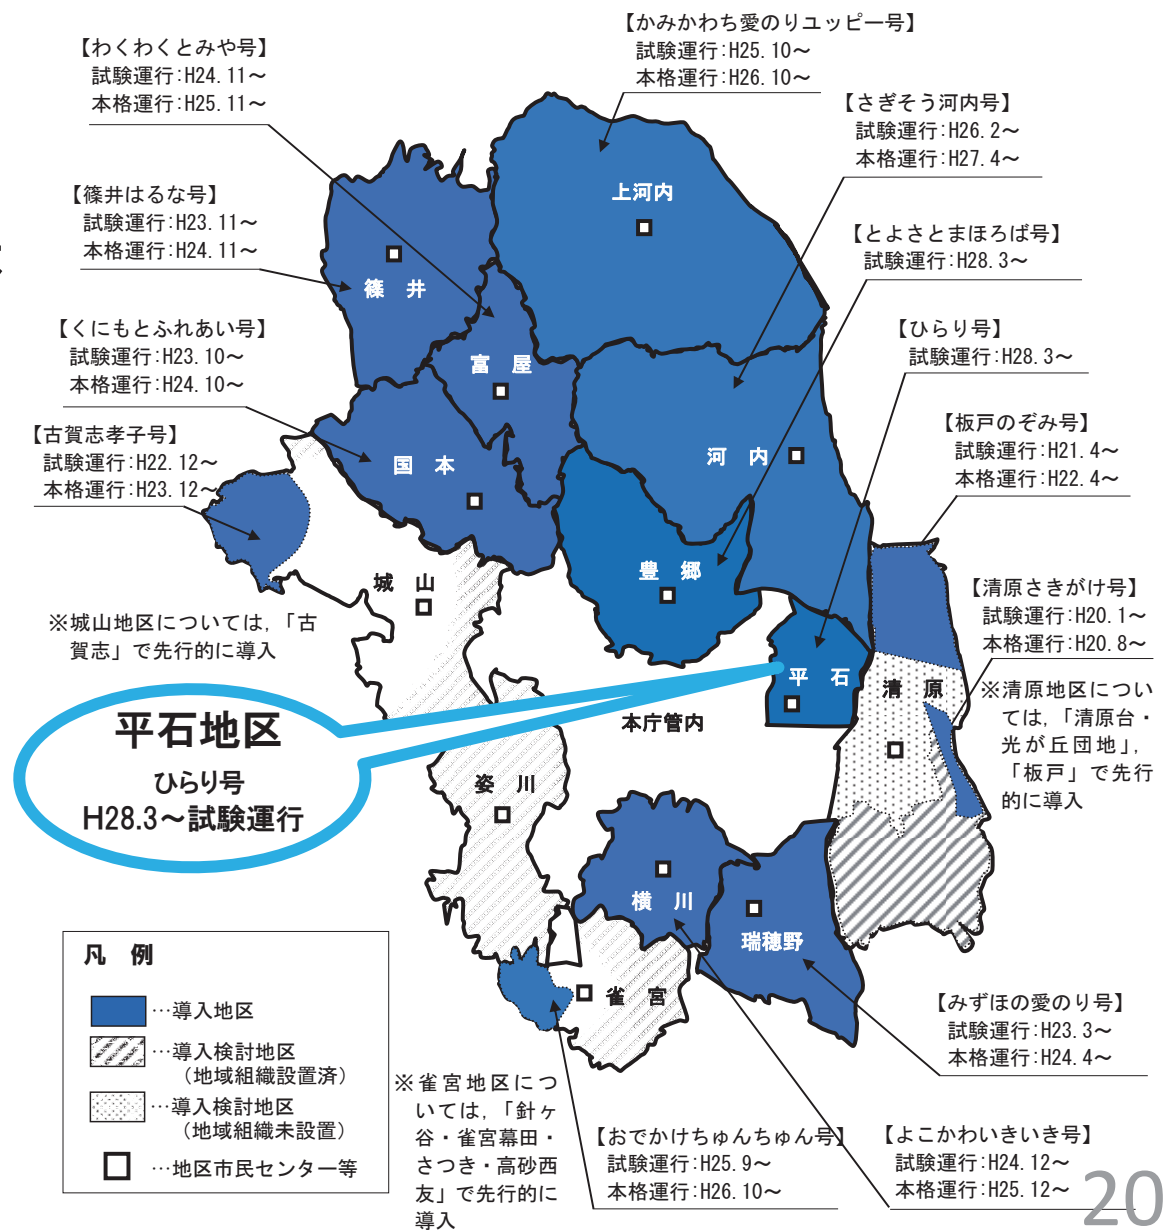 【かみかわち愛のりユッピー号】
試験運行:H25.10～
本格運行:H26.10～
【わくわくとみや号】
試験運行:H24.11～
本格運行:H25.11～
【さぎそう河内号】
試験運行:H26.2～
本格運行:H27.4～
【篠井はるな号】
試験運行:H23.11～
本格運行:H24.11～
【とよさとまほろば号】
試験運行:H28.3～
【くにもとふれあい号】
試験運行:H23.10～
本格運行:H24.10～
【ひらり号】
試験運行:H28.3～
【古賀志孝子号】
試験運行:H22.12～
本格運行:H23.12～
【板戸のぞみ号】
試験運行:H21.4～
本格運行:H22.4～
【清原さきがけ号】
試験運行:H20.1～
本格運行:H20.8～
※清原地区につい
ては,「清原台・
光が丘団地」,
「板戸」で先行
的に導入
※城山地区については,「古
賀志」で先行的に導入
上河内
篠 井
富 屋
国 本
河 内
豊 郷
城 山
平 石
清 原
本庁管内
姿 川
横 川
瑞穂野
雀 宮
平石地区
ひらり号
H28.3～試験運行
凡 例
…導入地区
…導入検討地区
（地域組織設置済）
…導入検討地区
（地域組織未設置）
…地区市民センター等
※雀宮地区につ
いては,「針ヶ
谷・雀宮幕田・
さつき・高砂西
友」で先行的に
導入
【みずほの愛のり号】
試験運行:H23.3～
本格運行:H24.4～
【おでかけちゅんちゅん号】
試験運行:H25.9～
本格運行:H26.10～
【よこかわいきいき号】
試験運行:H24.12～
本格運行:H25.12～
20